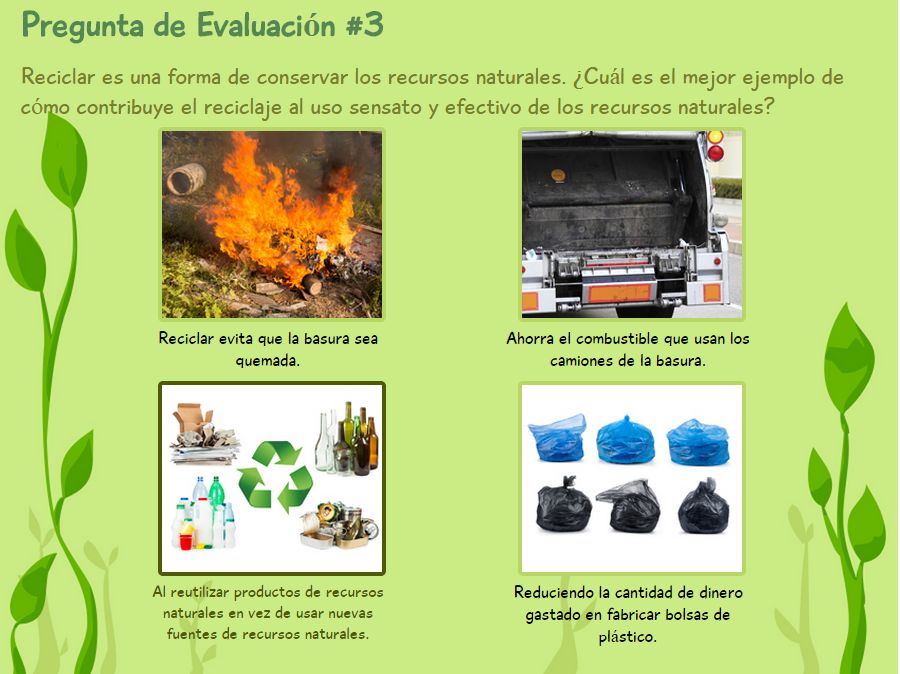 Pregunta de Evaluación #3
Reciclar es una forma de conservar los recursos naturales. ¿Cuál es el mejor ejemplo de
cómo contribuye el reciclaje al uso sensato y efectivo de los recursos naturales?
Reciclar evita que la basura sea
quemada.
Ahorra el combustible que usan los
camiones de la basura.
Al reutilizar productos de recursos
naturales en vez de usar nuevas
fuentes de recursos naturales.
Reduciendo la cantidad de dinero
gastado en fabricar bolsas de
plástico.